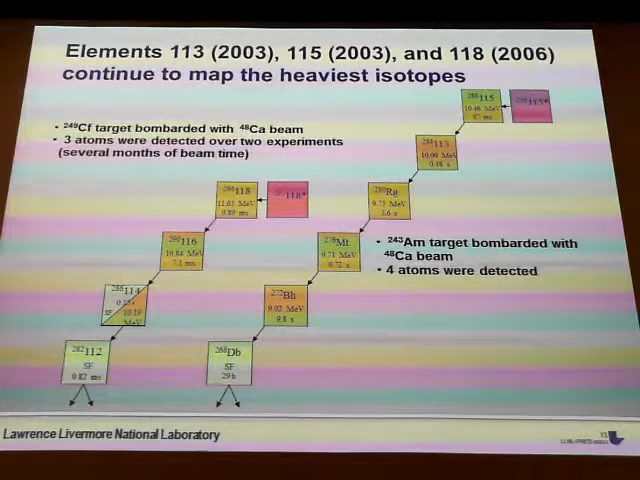 Elements 113 (2003), 115 (2003), and 118 (2006)
continue to map the heaviest isotopes
• ²⁴⁹Cf target bombarded with ⁴⁸Ca beam
• 3 atoms were detected over two experiments
(several months of beam time)
²⁸⁸115
10.46 MeV
87 ms
115*
²⁸⁴113
10.00 MeV
0.48 s
²⁹⁴118
11.65 MeV
0.89 ms
118*
²⁸⁰Rg
9.75 MeV
3.6 s
²⁹⁰116
10.84 MeV
7.1 ms
²⁷⁶Mt
9.71 MeV
0.72 s
• ²⁴³Am target bombarded with
⁴⁸Ca beam
• 4 atoms were detected
²⁸⁶114
SF 10.19
MeV
²⁷²Bh
9.02 MeV
9.8 s
²⁸²112
SF
0.82 ms
²⁶⁸Db
SF
29 h
Lawrence Livermore National Laboratory